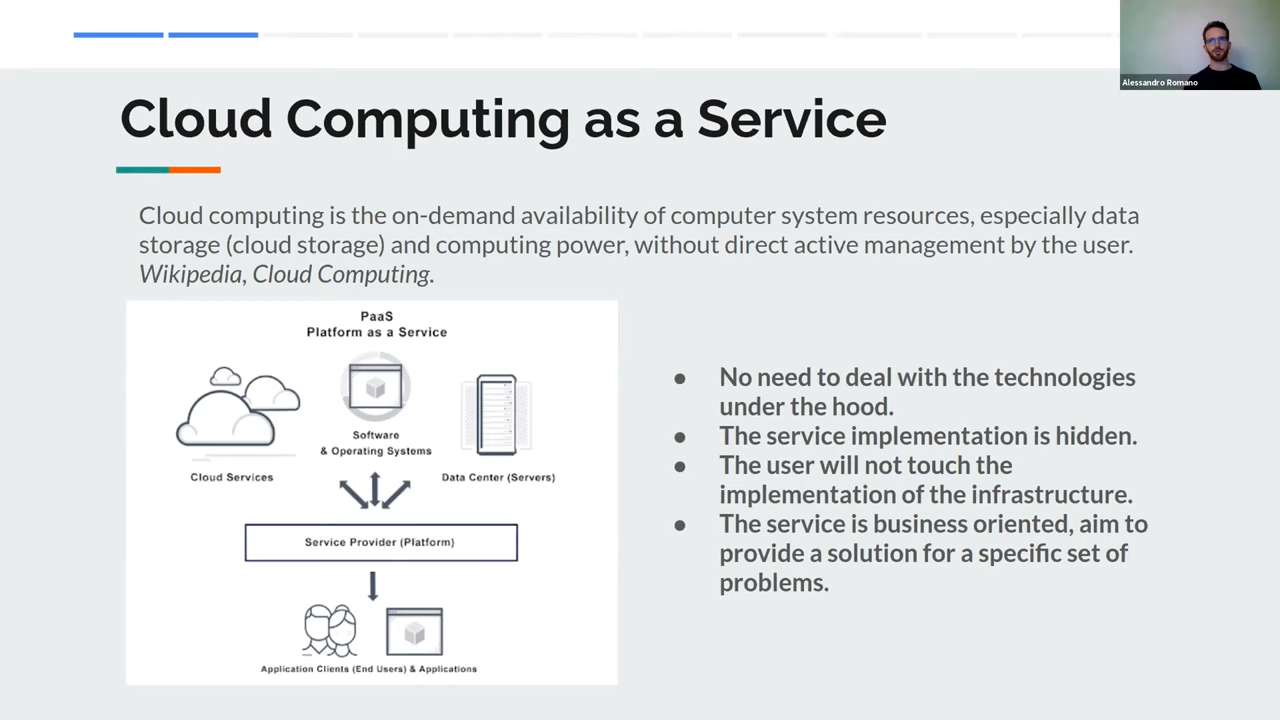 Alessandro Romano
Cloud Computing as a Service
Cloud computing is the on-demand availability of computer system resources, especially data
storage (cloud storage) and computing power, without direct active management by the user.
Wikipedia, Cloud Computing.
PaaS
Platform as a Service
Software
& Operating Systems
Cloud Services
Data Center (Servers)
Service Provider (Platform)
Application Clients (End Users) & Applications
● No need to deal with the technologies
under the hood.
● The service implementation is hidden.
● The user will not touch the
implementation of the infrastructure.
● The service is business oriented, aim to
provide a solution for a specific set of
problems.